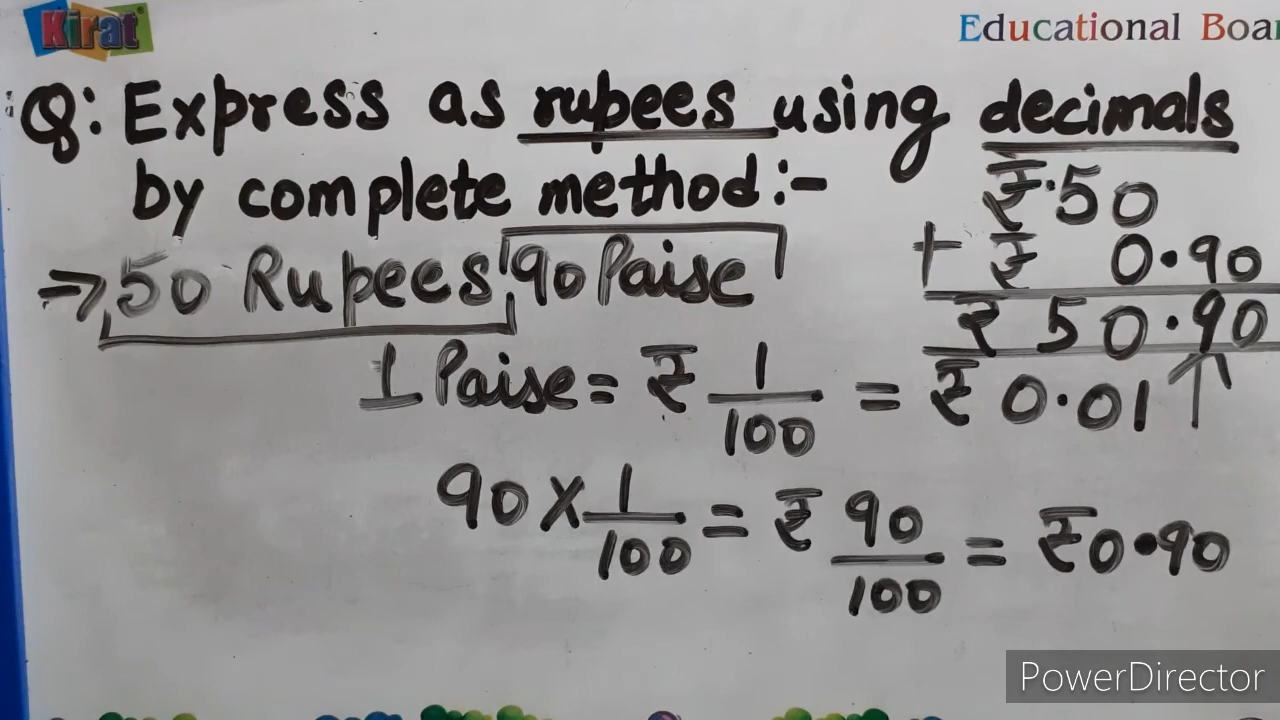 Kirat
Educational Boar
Q: Express as rupees using decimals
by complete method:-
₹.50
+ ₹ 0.90
₹ 50.90
⇒ 50 Rupees 90 Paise
1 Paise = ₹ 1/100 = ₹ 0.01
90 × 1/100 = ₹ 90/100 = ₹0.90
PowerDirector